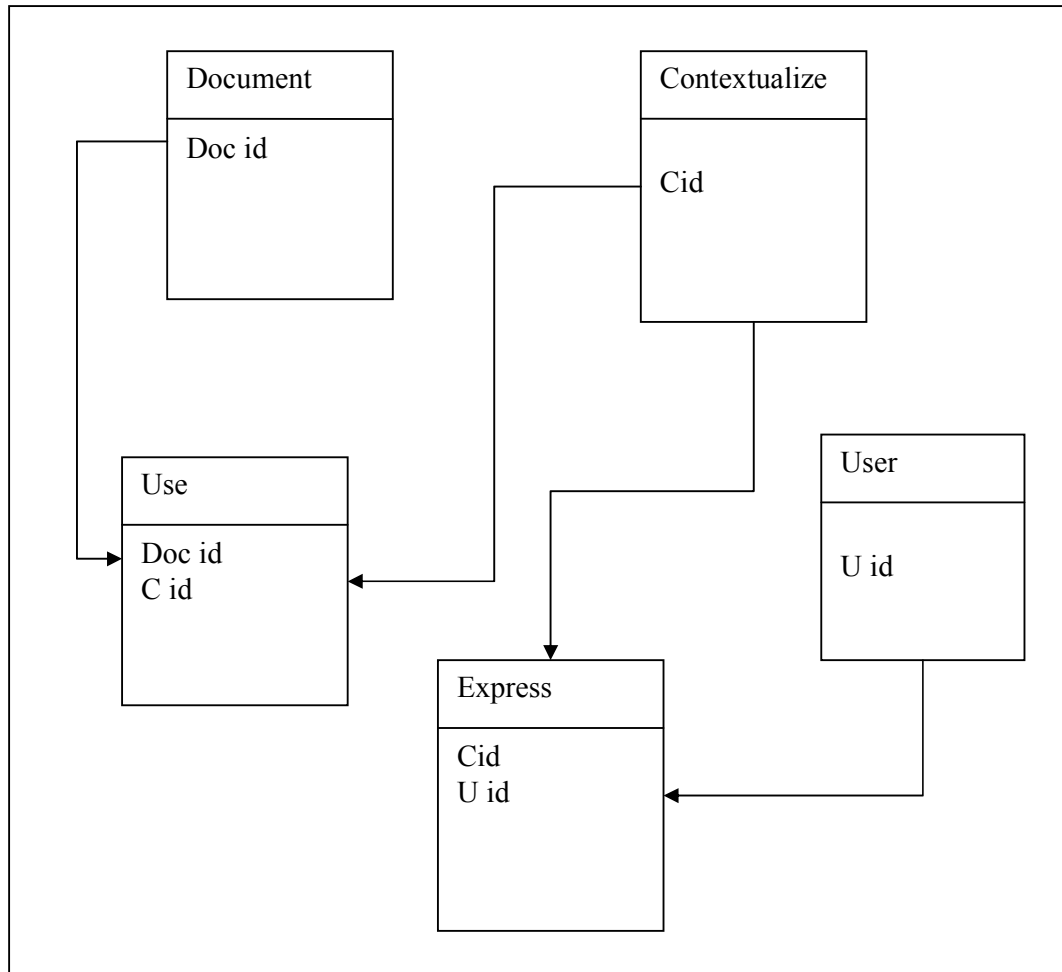 Document
Doc id
Contextualize
Cid
Use
Doc id
C id
User
U id
Express
Cid
U id